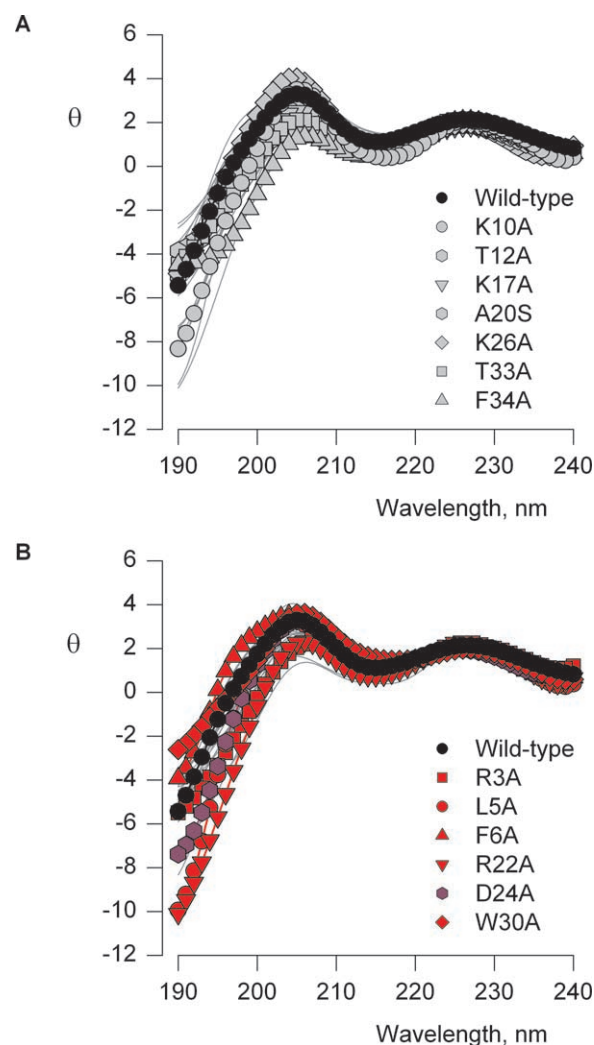 A
6
4
θ
2
0
-2
-4
-6
-8
-10
-12
Wild-type
K10A
T12A
K17A
A20S
K26A
T33A
F34A
190 200 210 220 230 240
Wavelength, nm
B
6
4
θ
2
0
-2
-4
-6
-8
-10
-12
Wild-type
R3A
L5A
F6A
R22A
D24A
W30A
190 200 210 220 230 240
Wavelength, nm